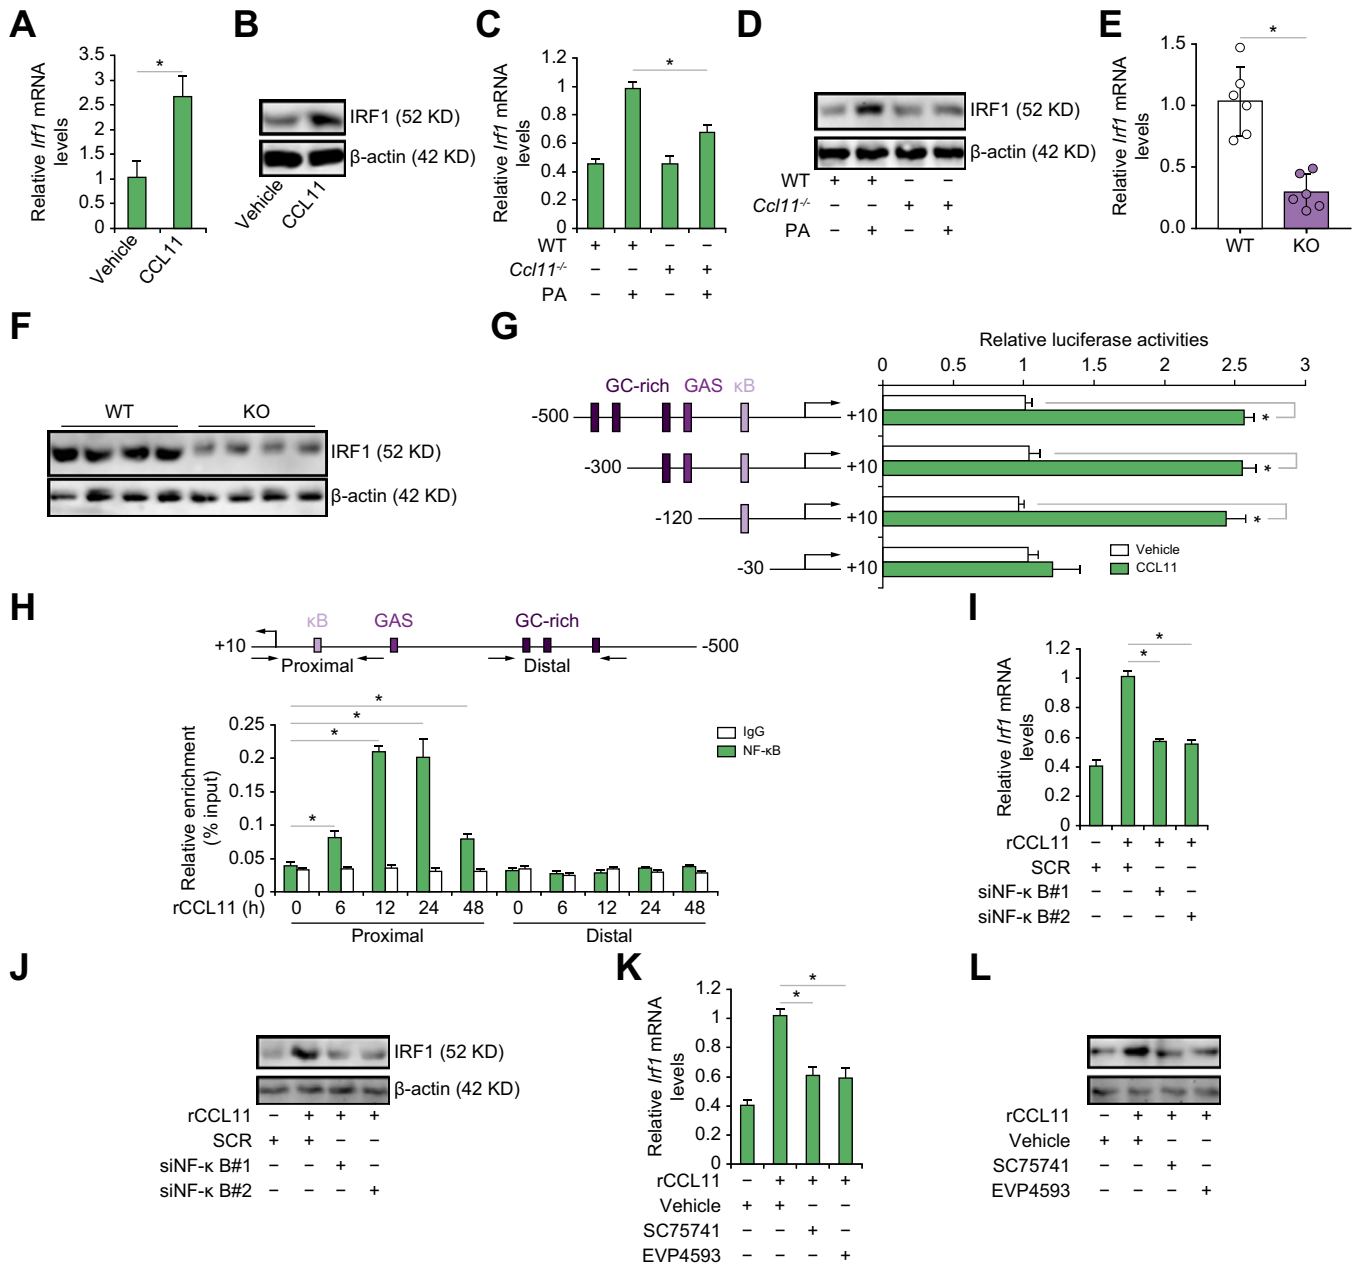 A
Relative Irf1 mRNA
levels
3.5
3
2.5
2
1.5
1
0.5
0
*
Vehicle
CCL11
B
IRF1 (52 KD)
β-actin (42 KD)
Vehicle
CCL11
C
Relative Irf1 mRNA
levels
1.2
1
0.8
0.6
0.4
0.2
0
*
WT + + – –
Ccl11-/- – – + +
PA – + – +
D
IRF1 (52 KD)
β-actin (42 KD)
WT + + – –
Ccl11-/- – – + +
PA – + – +
E
Relative Irf1 mRNA
levels
1.5
1.0
0.5
0.0
*
WT KO
F
WT KO
IRF1 (52 KD)
β-actin (42 KD)
G
Relative luciferase activities
0 0.5 1 1.5 2 2.5 3
GC-rich GAS κB
-500 +10 *
-300 +10 *
-120 +10 *
-30 +10
Vehicle
CCL11
H
κB GAS GC-rich
+10 -500
Proximal Distal
Relative enrichment
(% input)
0.25
0.2
0.15
0.1
0.05
0
*
*
*
*
IgG
NF-κB
rCCL11 (h) 0 6 12 24 48 0 6 12 24 48
Proximal Distal
I
Relative Irf1 mRNA
levels
1.2
1
0.8
0.6
0.4
0.2
0
*
*
rCCL11 – + + +
SCR + + – –
siNF-κ B#1 – – + –
siNF-κ B#2 – – – +
J
IRF1 (52 KD)
β-actin (42 KD)
rCCL11 – + + +
SCR + + – –
siNF-κ B#1 – – + –
siNF-κ B#2 – – – +
K
Relative Irf1 mRNA
levels
1.2
1
0.8
0.6
0.4
0.2
0
*
*
rCCL11 – + + +
Vehicle + + – –
SC75741 – – + –
EVP4593 – – – +
L
rCCL11 – + + +
Vehicle + + – –
SC75741 – – + –
EVP4593 – – – +